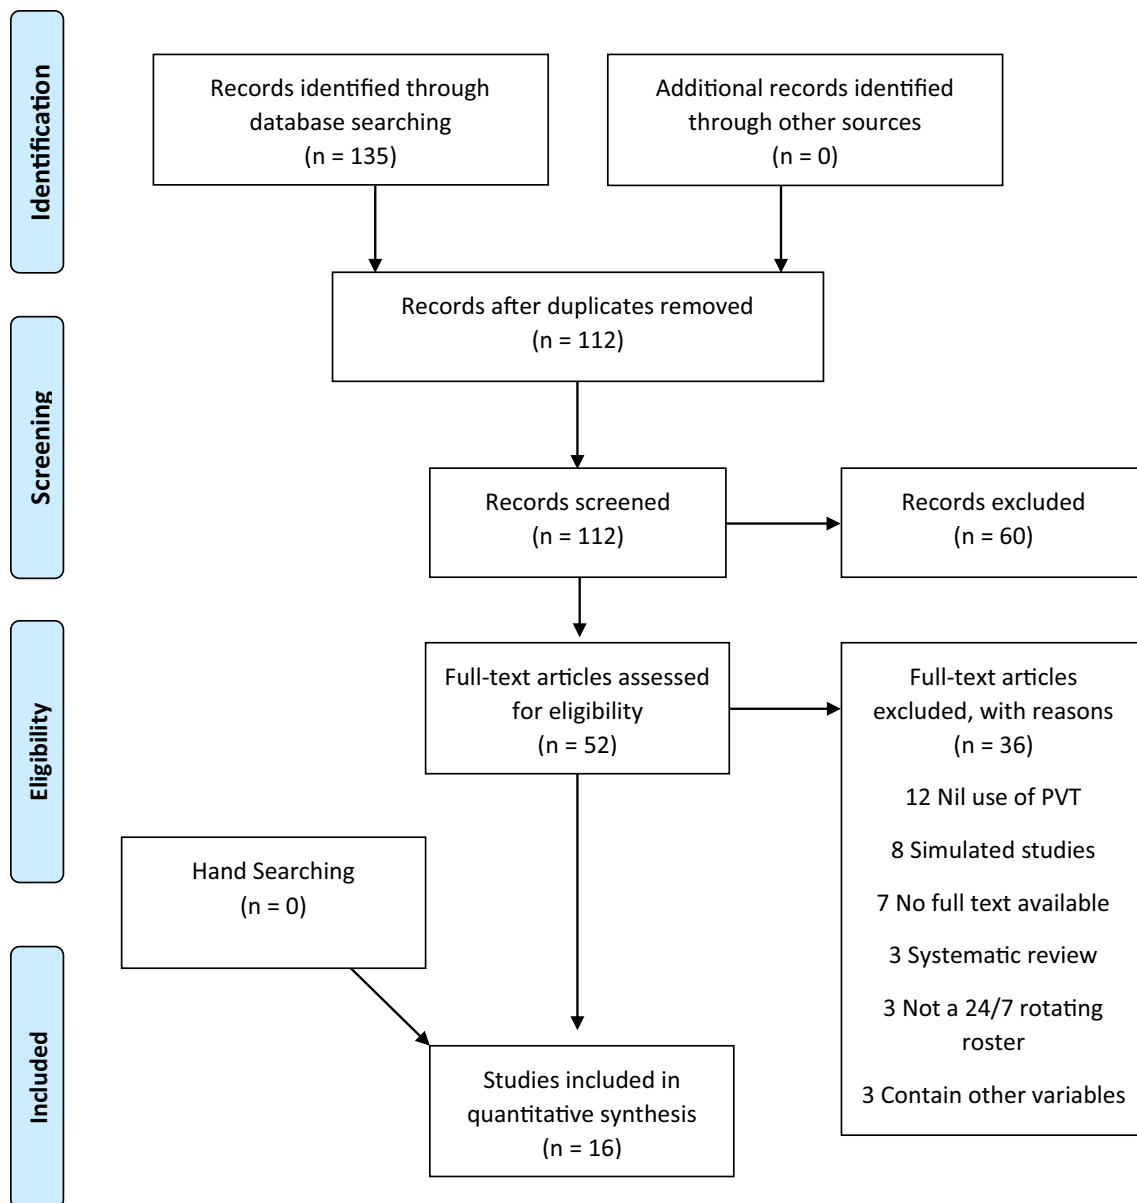 Identification
Records identified through
database searching
(n = 135)
Additional records identified
through other sources
(n = 0)
Records after duplicates removed
(n = 112)
Screening
Records screened
(n = 112)
Records excluded
(n = 60)
Eligibility
Full-text articles assessed
for eligibility
(n = 52)
Full-text articles
excluded, with reasons
(n = 36)
12 Nil use of PVT
8 Simulated studies
7 No full text available
3 Systematic review
3 Not a 24/7 rotating
roster
3 Contain other variables
Hand Searching
(n = 0)
Included
Studies included in
quantitative synthesis
(n = 16)